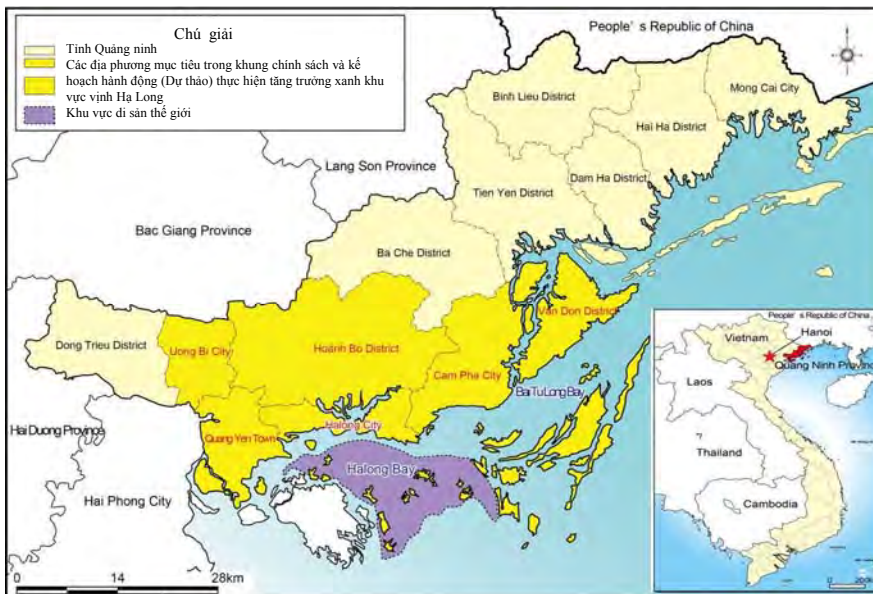 Chú giải
Tỉnh Quảng ninh
Các địa phương mục tiêu trong khung chính sách và kế
hoạch hành động (Dự thảo) thực hiện tăng trưởng xanh khu
vực vịnh Hạ Long
Khu vực di sản thế giới
People's Republic of China
Binh Lieu District
Mong Cai City
Hai Ha District
Lang Son Province
Dam Ha District
Tien Yen District
Bac Giang Province
Ba Che District
Van Don District
Dong Trieu District
Uong Bi City
Hoanh Bo District
Cam Pha City
Bai Tu Long Bay
Hai Duong Province
Quang Yen Town
Halong City
Halong Bay
Hai Phong City
0 14 28km
People's Republic of China
Hanoi
Vietnam
Quang Ninh Province
Laos
Thailand
Cambodia
0